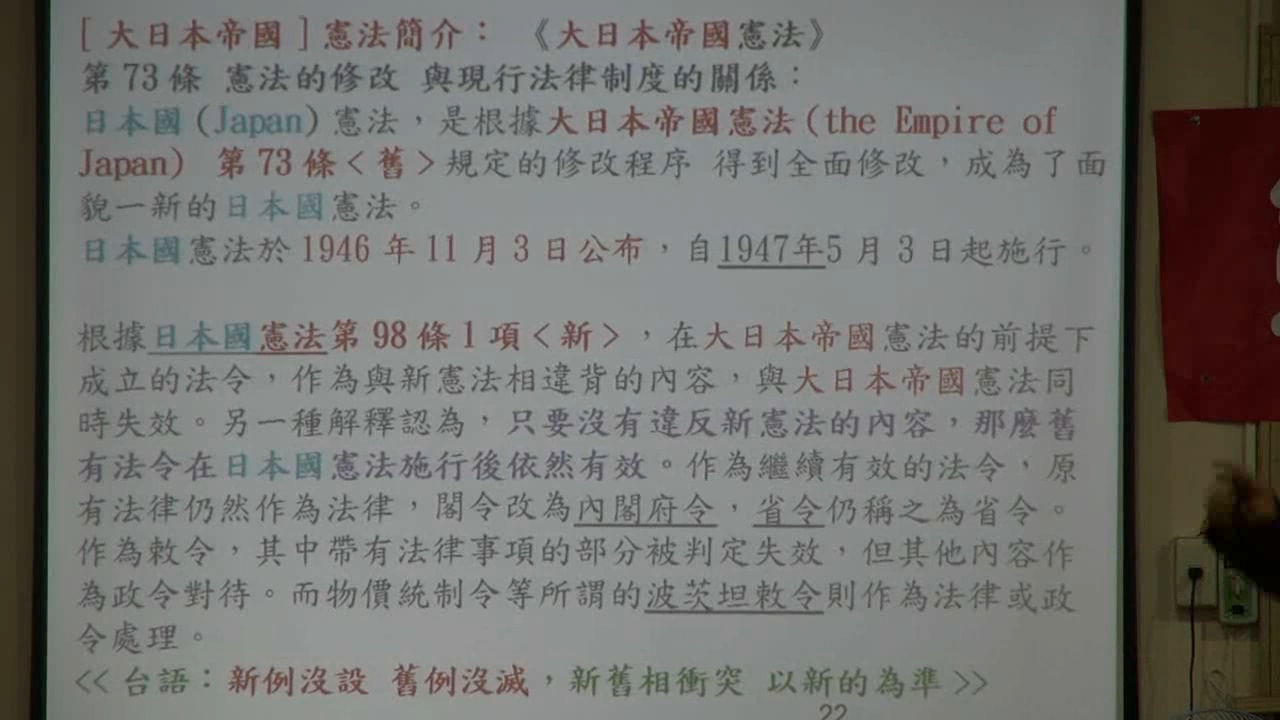 [ 大日本帝國 ] 憲法簡介： 《大日本帝國憲法》
第 73 條 憲法的修改 與現行法律制度的關係：
日本國 (Japan) 憲法，是根據大日本帝國憲法 (the Empire of
Japan) 第 73 條 < 舊 > 規定的修改程序 得到全面修改，成為了面
貌一新的日本國憲法。
日本國憲法於 1946 年 11 月 3 日公布，自1947年5 月 3 日起施行。
根據日本國憲法第 98 條 1 項 < 新 >，在大日本帝國憲法的前提下
成立的法令，作為與新憲法相違背的內容，與大日本帝國憲法同
時失效。另一種解釋認為，只要沒有違反新憲法的內容，那麼舊
有法令在日本國憲法施行後依然有效。作為繼續有效的法令，原
有法律仍然作為法律，閣令改為內閣府令，省令仍稱之為省令。
作為敕令，其中帶有法律事項的部分被判定失效，但其他內容作
為政令對待。而物價統制令等所謂的波茨坦敕令則作為法律或政
令處理。
<< 台語：新例沒設 舊例沒滅，新舊相衝突 以新的為準 >>
22